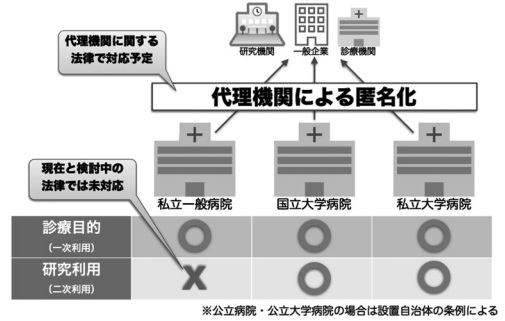 代理機関に関する
法律で対応予定
研究機関
一般企業
診療機関
代理機関による匿名化
現在と検討中の
法律では未対応
私立一般病院
国立大学病院
私立大学病院
診療目的
(一次利用)
研究利用
(二次利用)
X
※公立病院・公立大学病院の場合は設置自治体の条例による